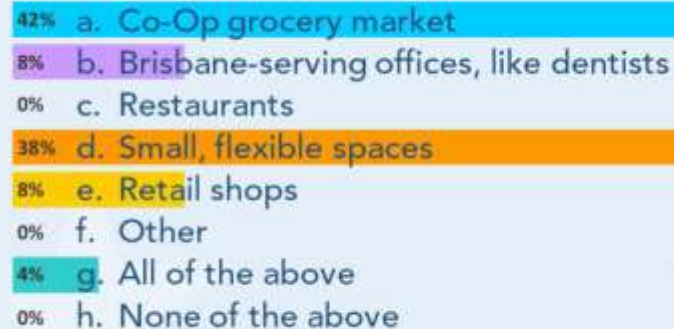 42% a. Co-Op grocery market
8% b. Brisbane-serving offices, like dentists
0% c. Restaurants
38% d. Small, flexible spaces
8% e. Retail shops
0% f. Other
4% g. All of the above
0% h. None of the above